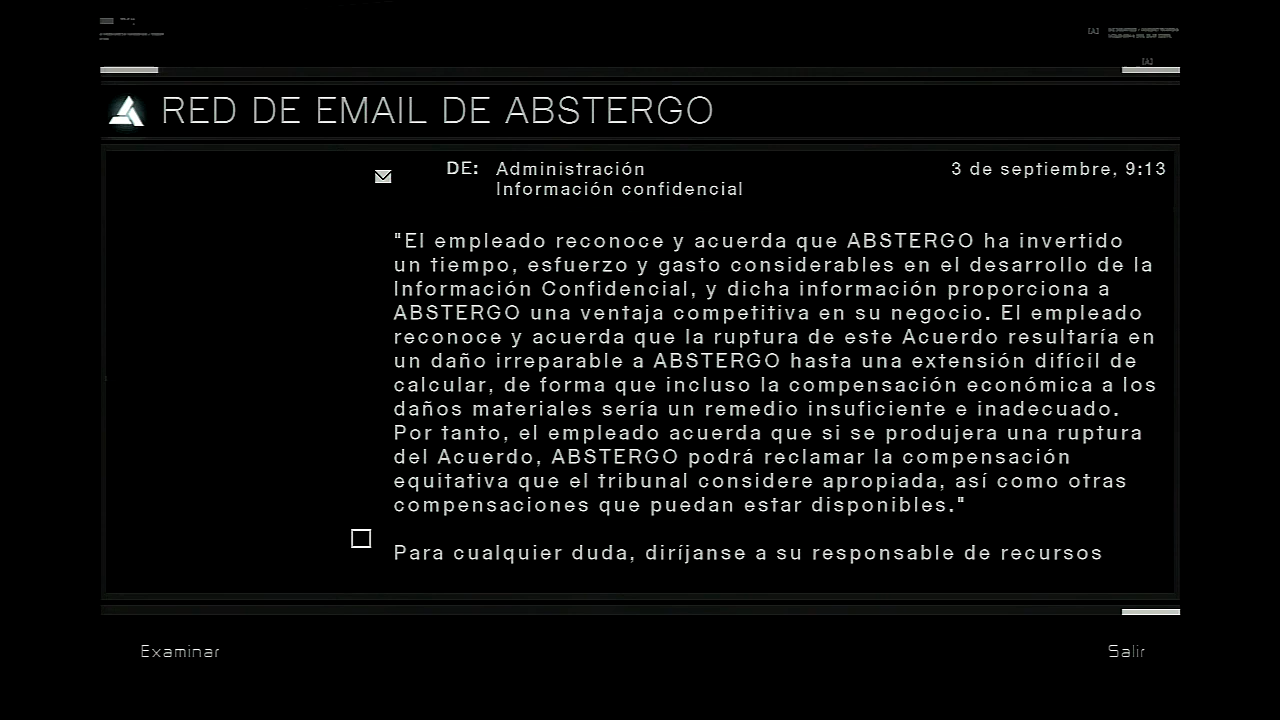 RED DE EMAIL DE ABSTERGO
DE: Administración
3 de septiembre, 9:13
Información confidencial
"El empleado reconoce y acuerda que ABSTERGO ha invertido
un tiempo, esfuerzo y gasto considerables en el desarrollo de la
Información Confidencial, y dicha información proporciona a
ABSTERGO una ventaja competitiva en su negocio. El empleado
reconoce y acuerda que la ruptura de este Acuerdo resultaría en
un daño irreparable a ABSTERGO hasta una extensión difícil de
calcular, de forma que incluso la compensación económica a los
daños materiales sería un remedio insuficiente e inadecuado.
Por tanto, el empleado acuerda que si se produjera una ruptura
del Acuerdo, ABSTERGO podrá reclamar la compensación
equitativa que el tribunal considere apropiada, así como otras
compensaciones que puedan estar disponibles."
Para cualquier duda, diríjanse a su responsable de recursos
Examinar
Salir